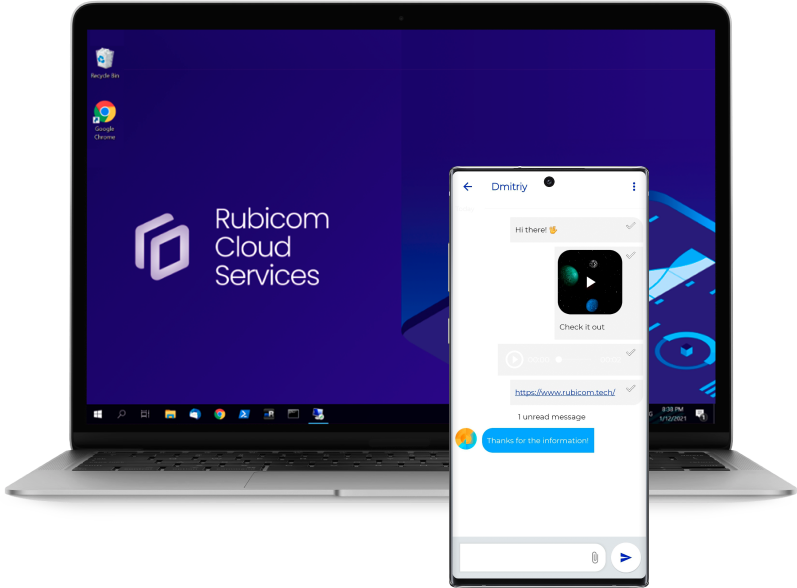 Recycle Bin
Google
Chrome
Rubicom
Cloud
Services
Dmitriy
Hi there! 🖐
Check it out
https://www.rubicom.tech/
1 unread message
Thanks for the information!
8:38 PM
1/12/2021